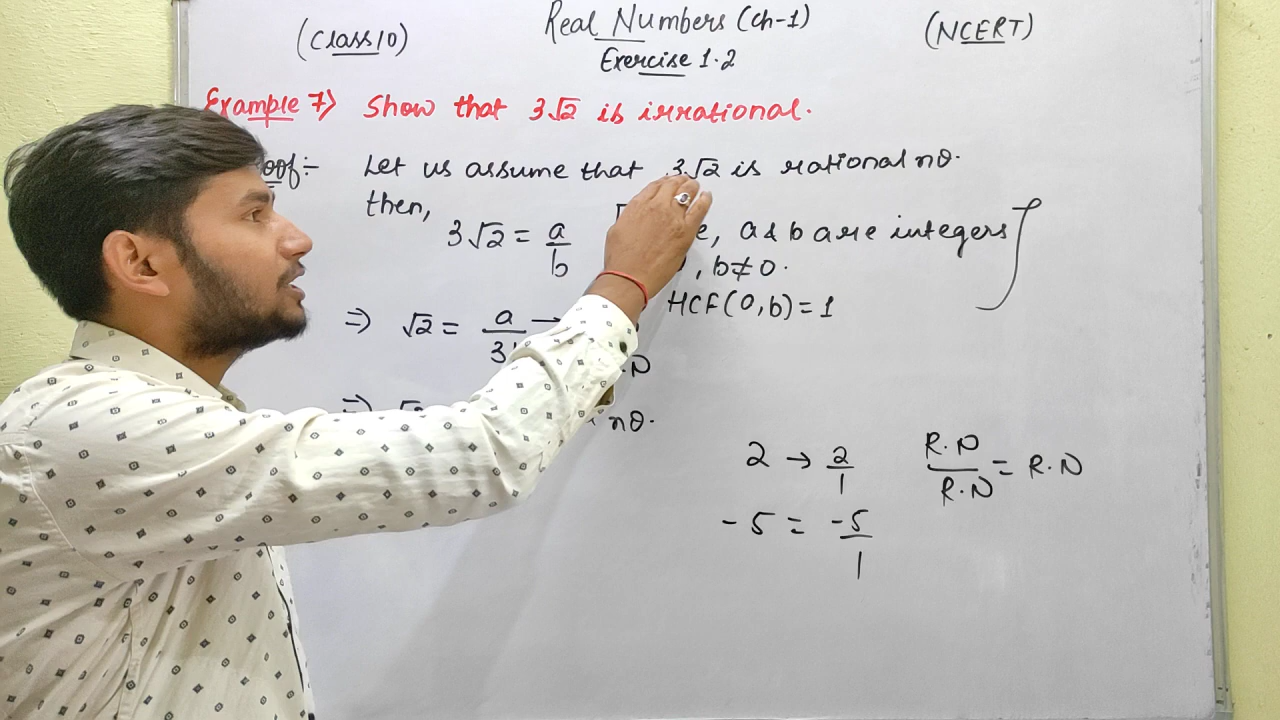 (Class 10)
Real Numbers (Ch-1)
(NCERT)
Exercise 1.2
Example 7) Show that 3√2 is irrational.
Let us assume that 3√2 is rational no.
then,
3√2 = a/b
a & b are integers
, b≠0.
HCF(a,b)=1
⇒ √2 = a
no.
2 → 2/1
R.N/R.N = R.N
-5 = -5/1